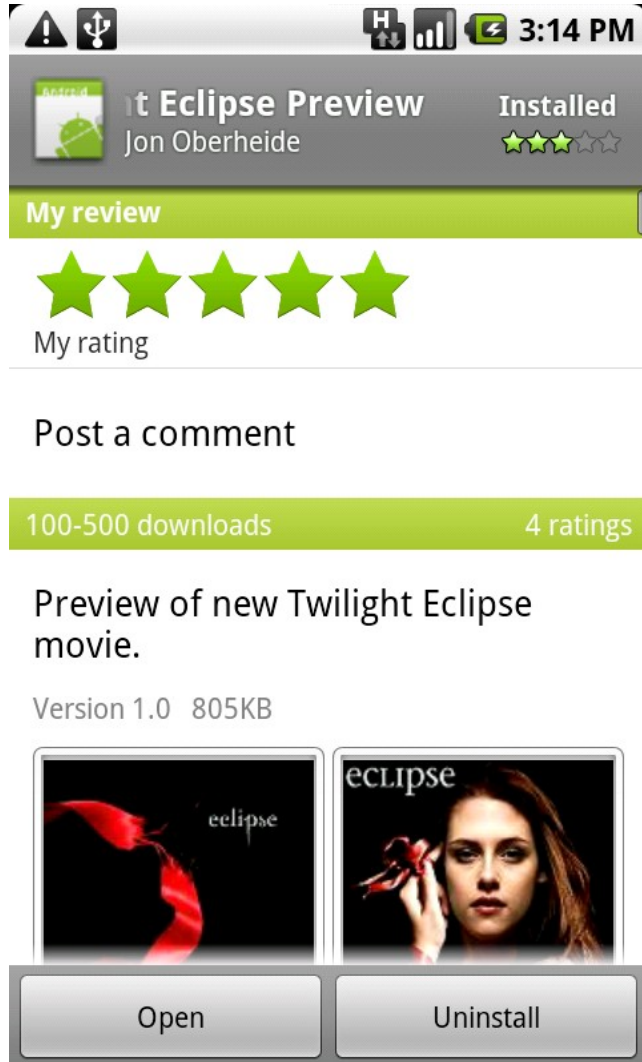 H
3:14 PM
Android
t Eclipse Preview
Installed
Jon Oberheide
My review
My rating
Post a comment
100-500 downloads
4 ratings
Preview of new Twilight Eclipse
movie.
Version 1.0 805KB
eclipse
eclipse
Open
Uninstall